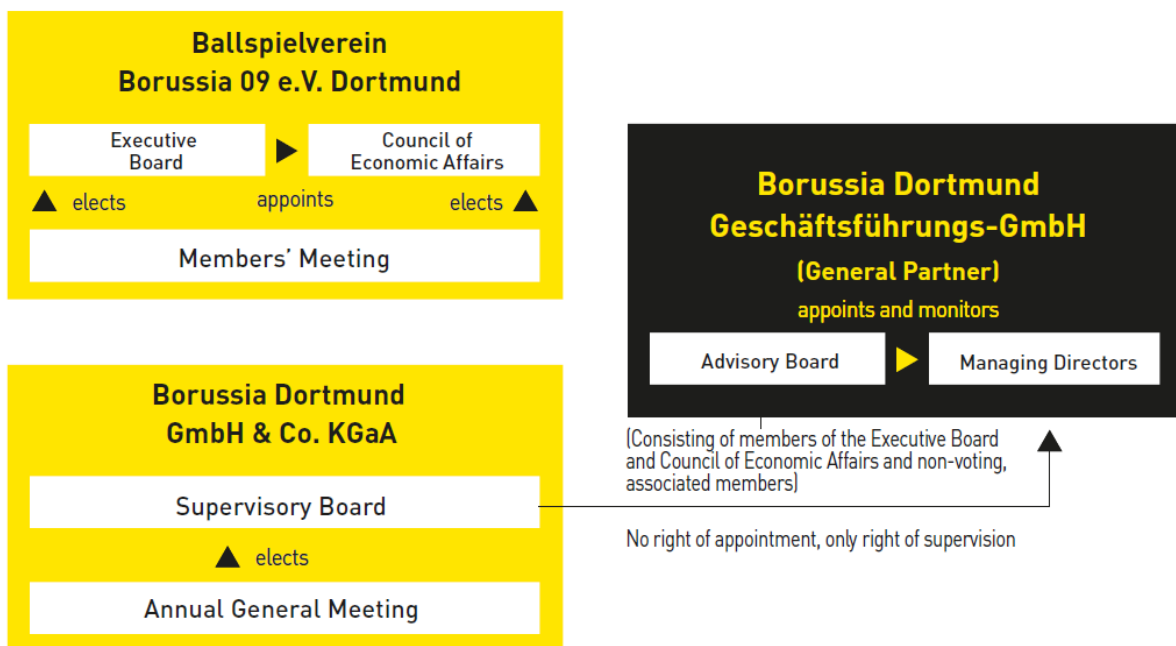 Ballspielverein
Borussia 09 e.V. Dortmund
Executive
Board
Council of
Economic Affairs
elects
appoints
elects
Members' Meeting
Borussia Dortmund
GmbH & Co. KGaA
Supervisory Board
elects
Annual General Meeting
Borussia Dortmund
Geschäftsführungs-GmbH
(General Partner)
appoints and monitors
Advisory Board
Managing Directors
(Consisting of members of the Executive Board
and Council of Economic Affairs and non-voting,
associated members)
No right of appointment, only right of supervision